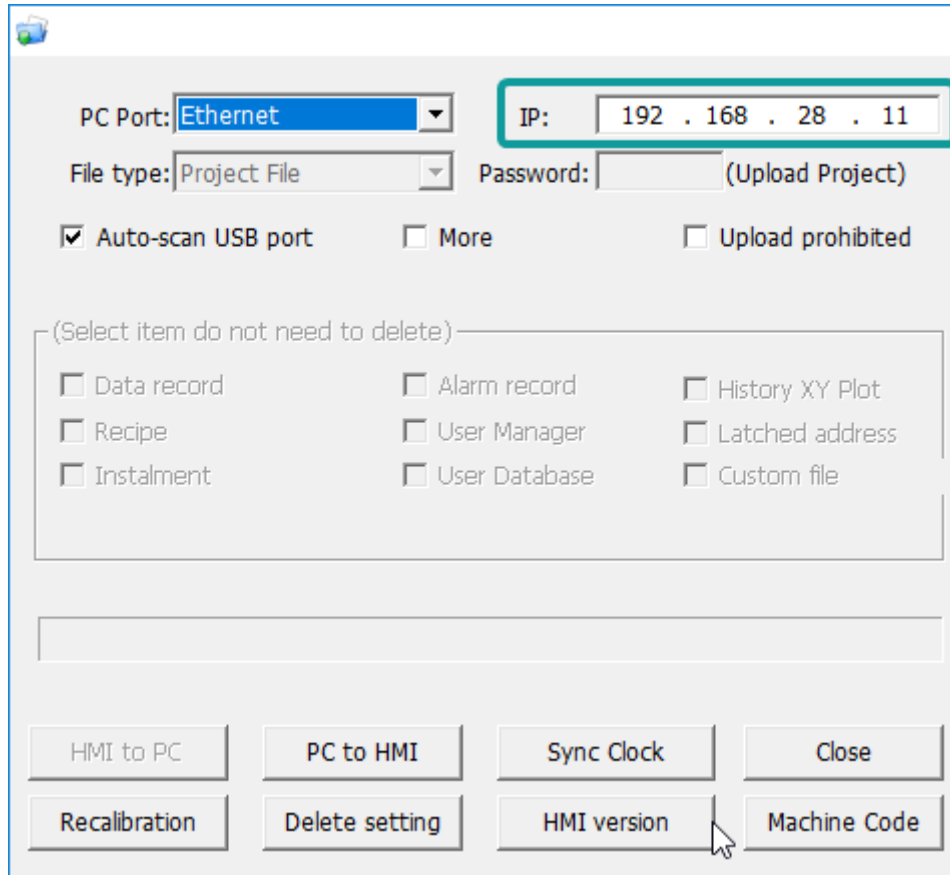 PC Port: Ethernet IP: 192 . 168 . 28 . 11
File type: Project File Password: (Upload Project)
Auto-scan USB port More Upload prohibited
(Select item do not need to delete)
Data record Alarm record History XY Plot
Recipe User Manager Latched address
Instalment User Database Custom file
HMI to PC PC to HMI Sync Clock Close
Recalibration Delete setting HMI version Machine Code